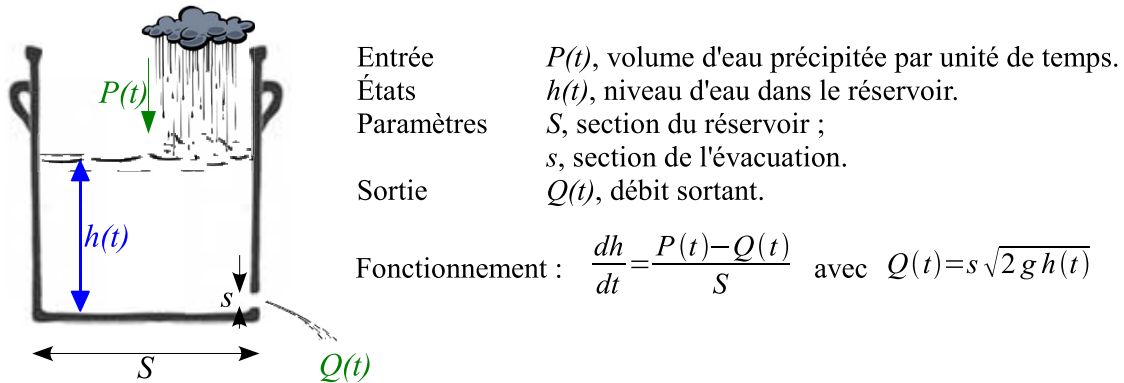 P(t)
h(t)
s
S
Q(t)
Entrée P(t), volume d'eau précipitée par unité de temps.
États h(t), niveau d'eau dans le réservoir.
Paramètres S, section du réservoir ;
s, section de l'évacuation.
Sortie Q(t), débit sortant.
Fonctionnement : dh/dt = (P(t)−Q(t))/S avec Q(t)=s√(2 g h(t))